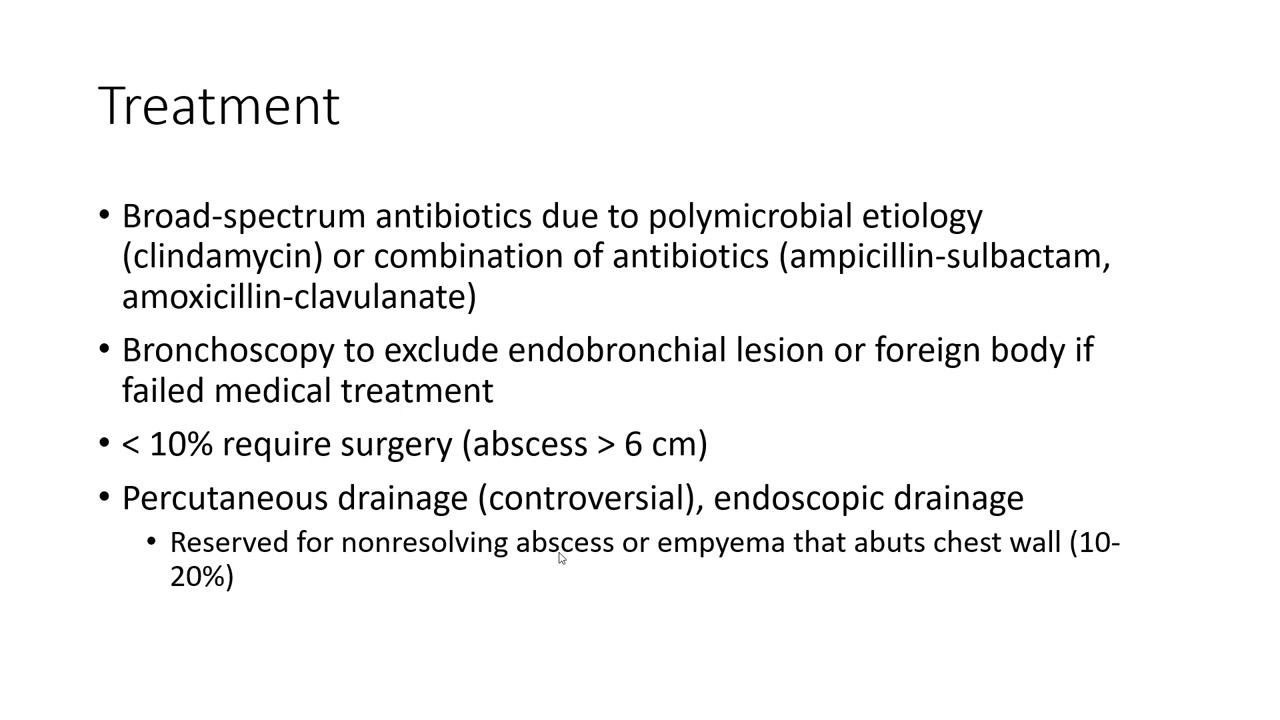 Treatment
• Broad-spectrum antibiotics due to polymicrobial etiology
(clindamycin) or combination of antibiotics (ampicillin-sulbactam,
amoxicillin-clavulanate)
• Bronchoscopy to exclude endobronchial lesion or foreign body if
failed medical treatment
• < 10% require surgery (abscess > 6 cm)
• Percutaneous drainage (controversial), endoscopic drainage
• Reserved for nonresolving abscess or empyema that abuts chest wall (10-
20%)